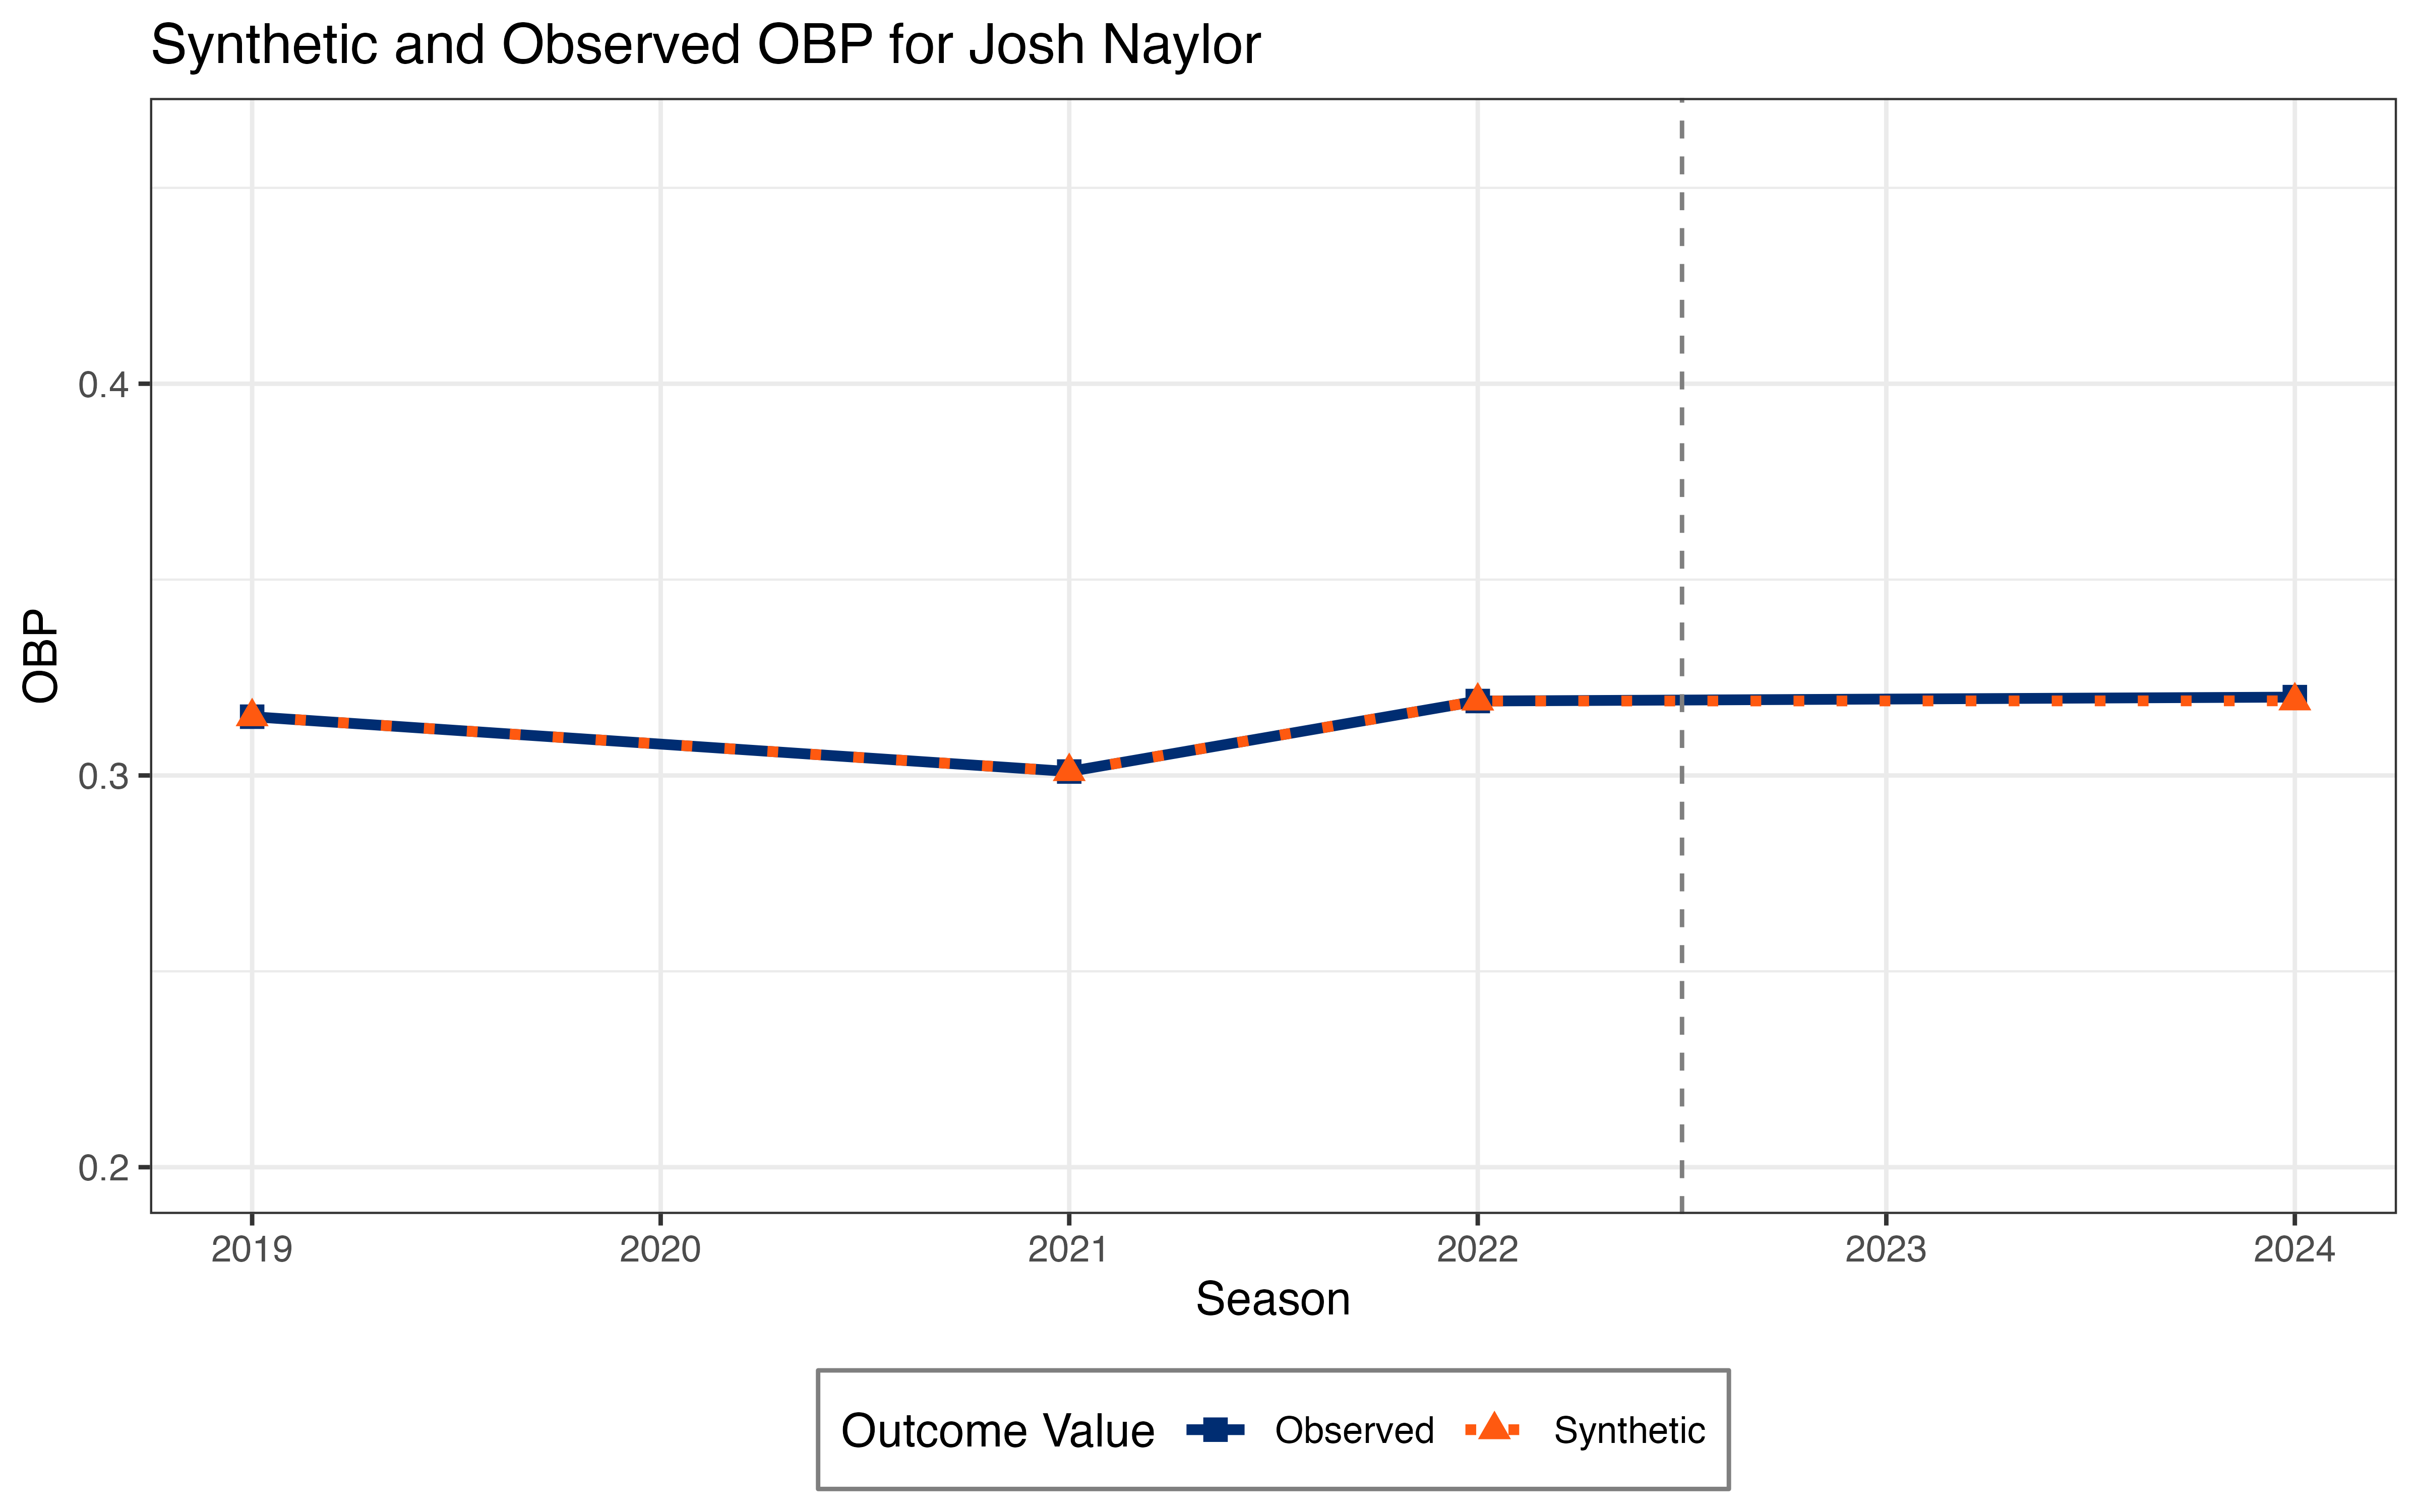 Synthetic and Observed OBP for Josh Naylor
OBP
0.4
0.3
0.2
2019 2020 2021 2022 2023 2024
Season
Outcome Value Observed Synthetic